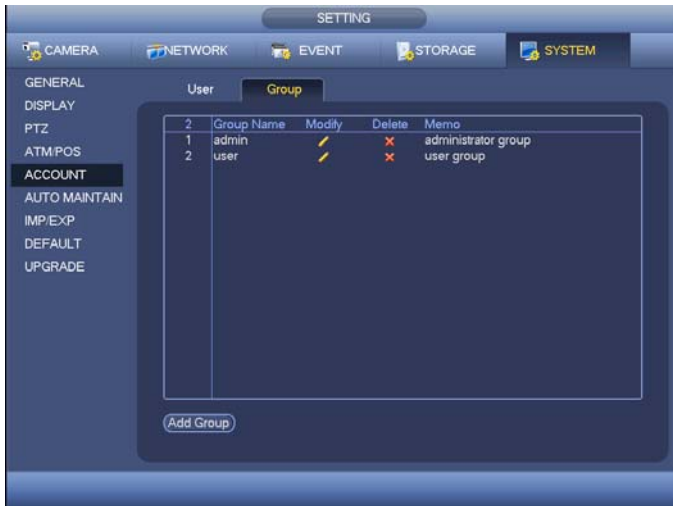 SETTING
CAMERA NETWORK EVENT STORAGE SYSTEM
GENERAL
DISPLAY
PTZ
ATM/POS
ACCOUNT
AUTO MAINTAIN
IMP/EXP
DEFAULT
UPGRADE
User Group
2 Group Name Modify Delete Memo
1 admin administrator group
2 user user group
Add Group